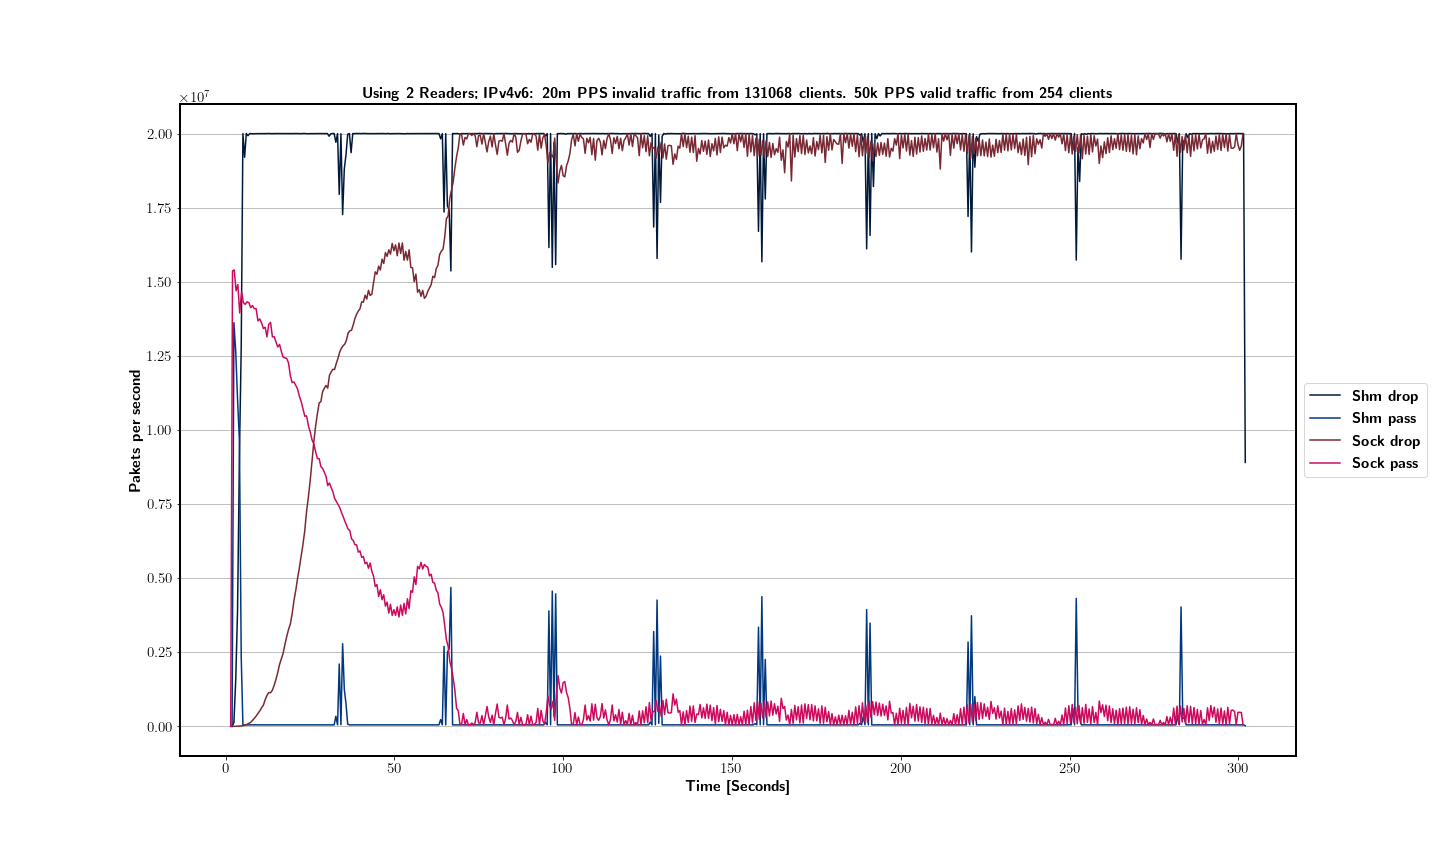 Using 2 Readers; IPv4v6: 20m PPS invalid traffic from 131068 clients. 50k PPS valid traffic from 254 clients
×10⁷
2.00
1.75
1.50
1.25
1.00
0.75
0.50
0.25
0.00
Pakets per second
0 50 100 150 200 250 300
Time [Seconds]
Shm drop
Shm pass
Sock drop
Sock pass